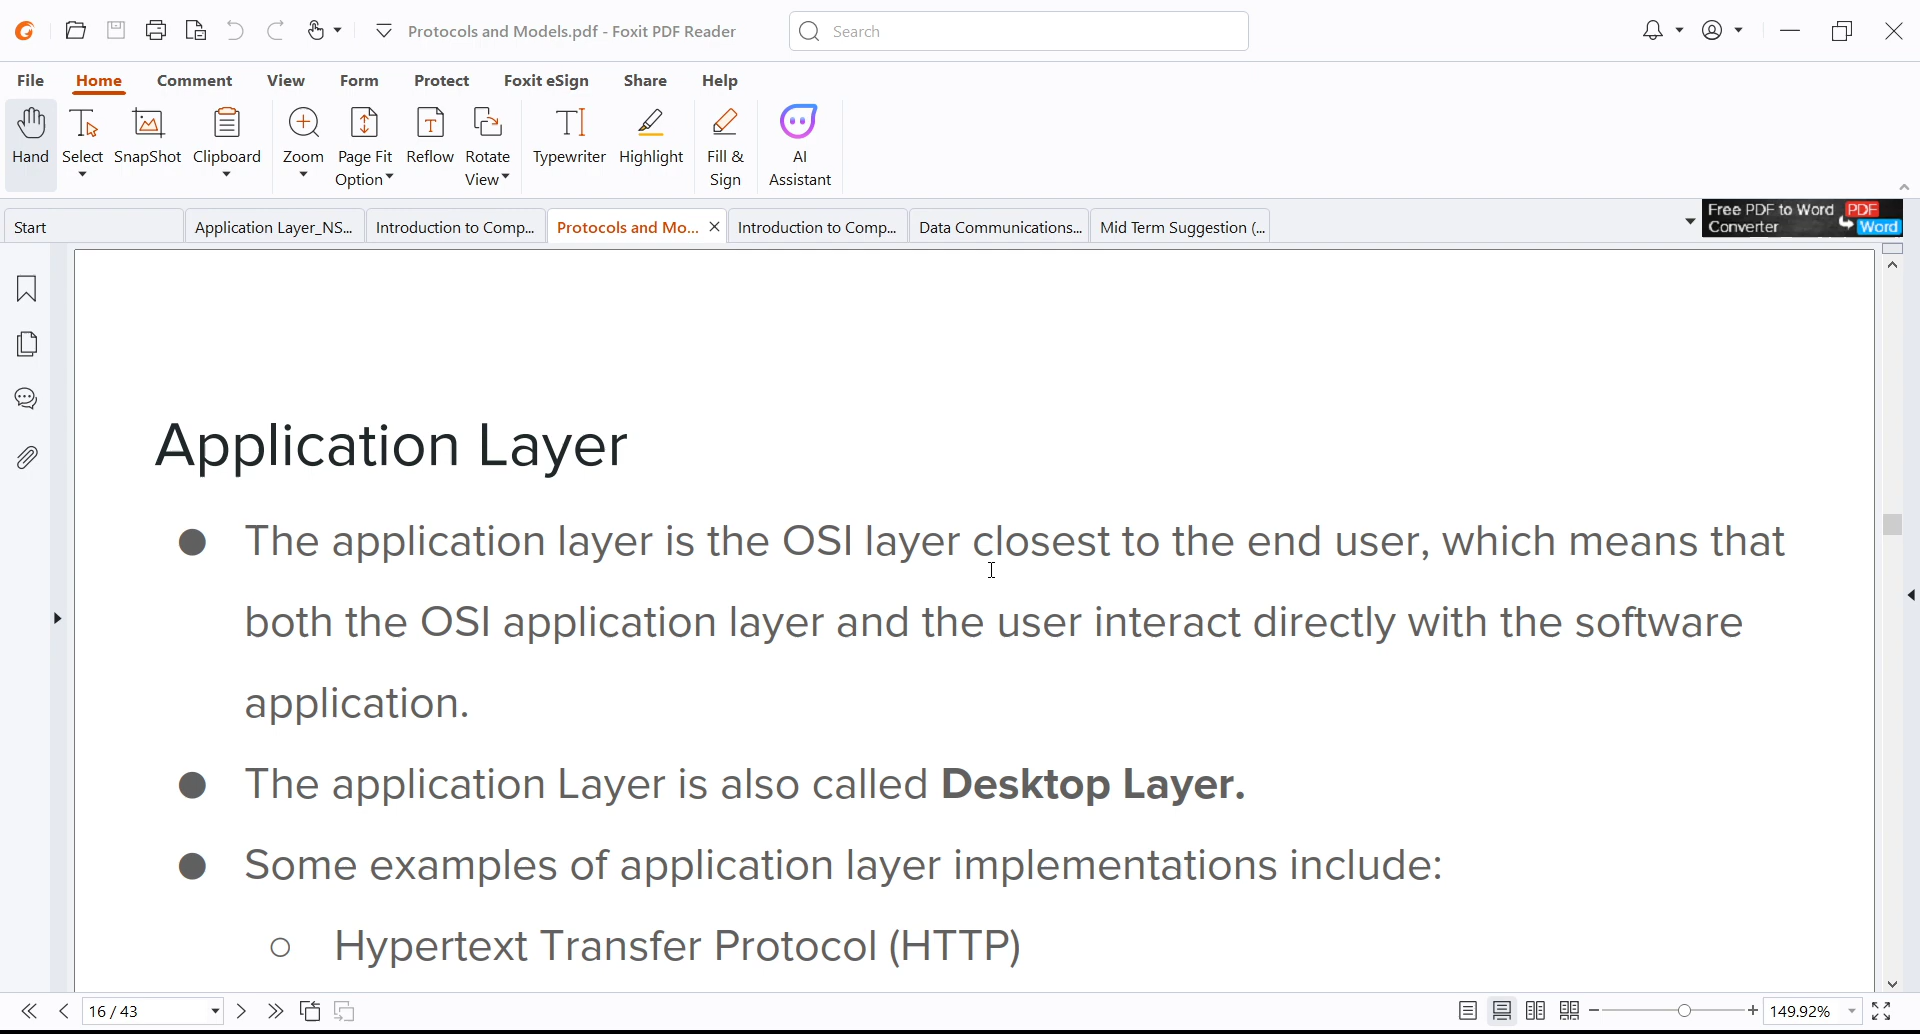 Protocols and Models.pdf - Foxit PDF Reader
Search
File Home Comment View Form Protect Foxit eSign Share Help
Hand Select SnapShot Clipboard Zoom Page Fit Option Reflow Rotate View Typewriter Highlight Fill & Sign AI Assistant
Start Application Layer_NS... Introduction to Comp... Protocols and Mo... Introduction to Comp... Data Communications... Mid Term Suggestion (...
Free PDF to Word PDF
Converter Word
Application Layer
● The application layer is the OSI layer closest to the end user, which means that
both the OSI application layer and the user interact directly with the software
application.
● The application Layer is also called Desktop Layer.
● Some examples of application layer implementations include:
○ Hypertext Transfer Protocol (HTTP)
16 / 43
149.92%